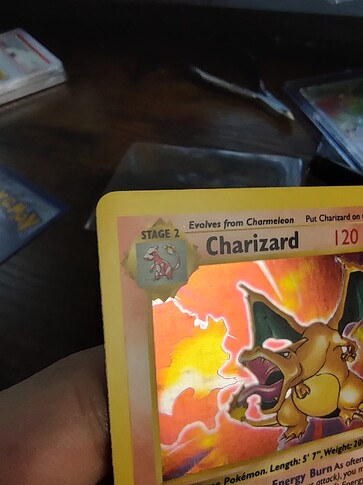 Evolves from Charmeleon Put Charizard on
STAGE 2
Charizard 120
Pokémon. Length: 5' 7", Weight: 200
Energy Burn As often
attack), you m